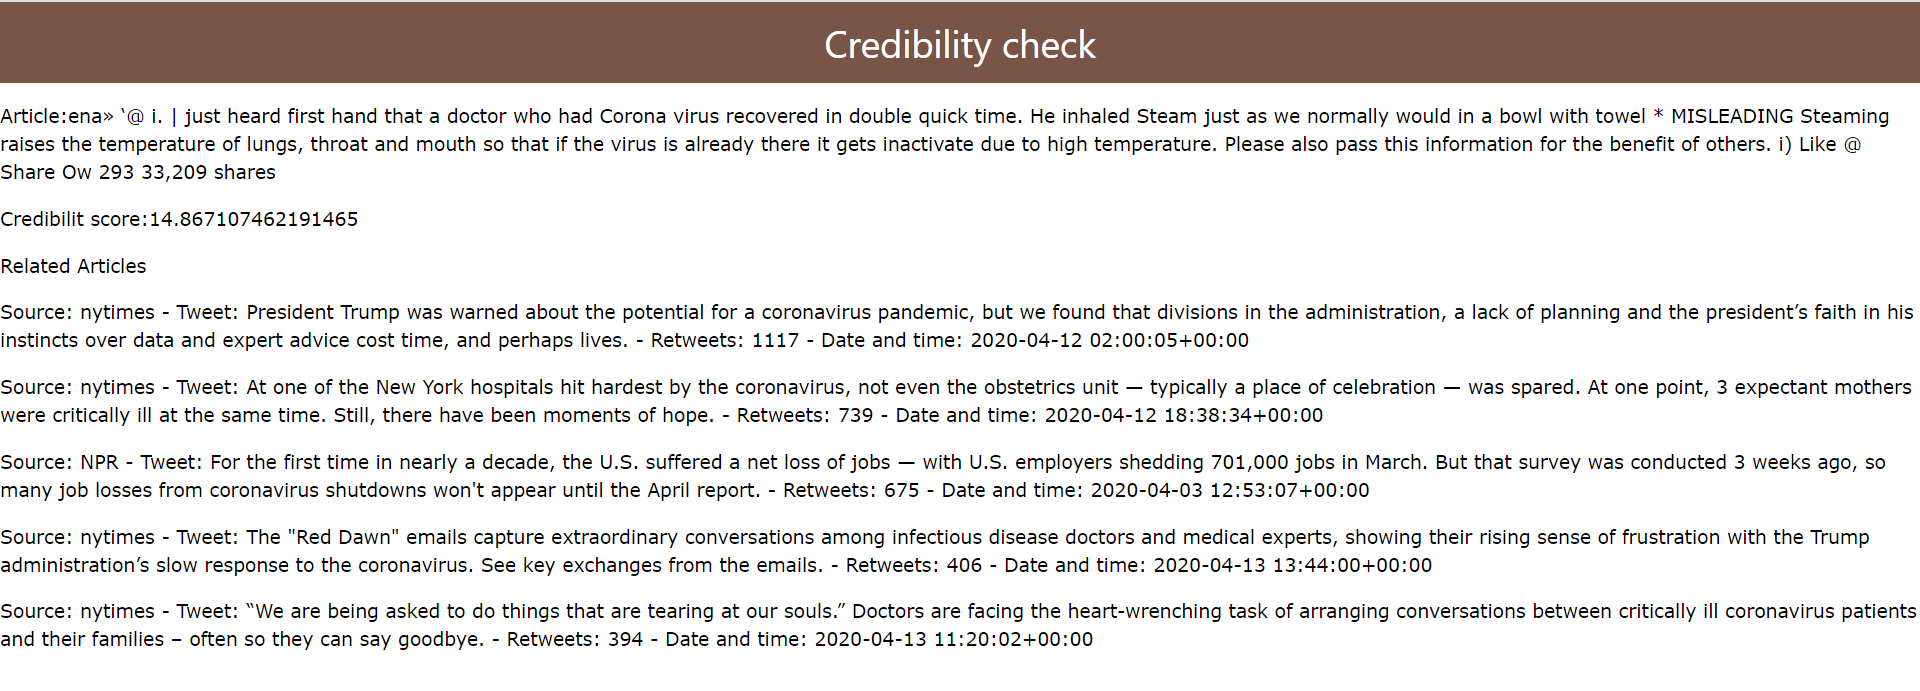 Credibility check
Article:ena» ‘@ i. | just heard first hand that a doctor who had Corona virus recovered in double quick time. He inhaled Steam just as we normally would in a bowl with towel * MISLEADING Steaming
raises the temperature of lungs, throat and mouth so that if the virus is already there it gets inactivate due to high temperature. Please also pass this information for the benefit of others. i) Like @
Share Ow 293 33,209 shares
Credibilit score:14.867107462191465
Related Articles
Source: nytimes - Tweet: President Trump was warned about the potential for a coronavirus pandemic, but we found that divisions in the administration, a lack of planning and the president’s faith in his
instincts over data and expert advice cost time, and perhaps lives. - Retweets: 1117 - Date and time: 2020-04-12 02:00:05+00:00
Source: nytimes - Tweet: At one of the New York hospitals hit hardest by the coronavirus, not even the obstetrics unit — typically a place of celebration — was spared. At one point, 3 expectant mothers
were critically ill at the same time. Still, there have been moments of hope. - Retweets: 739 - Date and time: 2020-04-12 18:38:34+00:00
Source: NPR - Tweet: For the first time in nearly a decade, the U.S. suffered a net loss of jobs — with U.S. employers shedding 701,000 jobs in March. But that survey was conducted 3 weeks ago, so
many job losses from coronavirus shutdowns won't appear until the April report. - Retweets: 675 - Date and time: 2020-04-03 12:53:07+00:00
Source: nytimes - Tweet: The "Red Dawn" emails capture extraordinary conversations among infectious disease doctors and medical experts, showing their rising sense of frustration with the Trump
administration’s slow response to the coronavirus. See key exchanges from the emails. - Retweets: 406 - Date and time: 2020-04-13 13:44:00+00:00
Source: nytimes - Tweet: “We are being asked to do things that are tearing at our souls.” Doctors are facing the heart-wrenching task of arranging conversations between critically ill coronavirus patients
and their families – often so they can say goodbye. - Retweets: 394 - Date and time: 2020-04-13 11:20:02+00:00